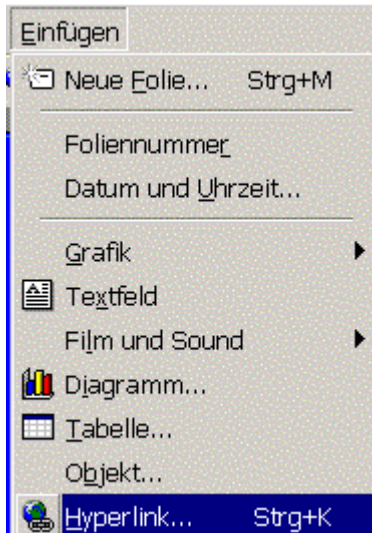 Einfügen
Neue Folie... Strg+M
Foliennummer
Datum und Uhrzeit...
Grafik
Textfeld
Film und Sound
Diagramm...
Tabelle...
Objekt...
Hyperlink... Strg+K